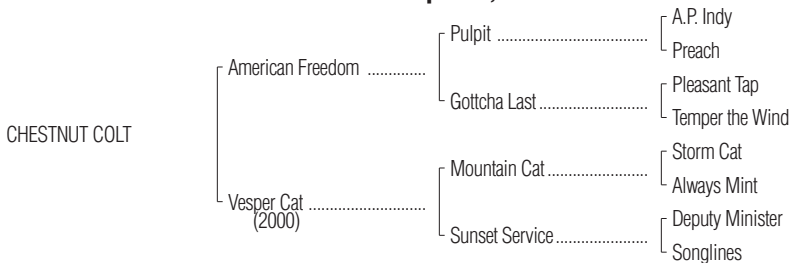 A.P. Indy
Pulpit
Preach
American Freedom
Pleasant Tap
Gottcha Last
Temper the Wind
CHESTNUT COLT
Storm Cat
Mountain Cat
Always Mint
Vesper Cat
(2000)
Deputy Minister
Sunset Service
Songlines